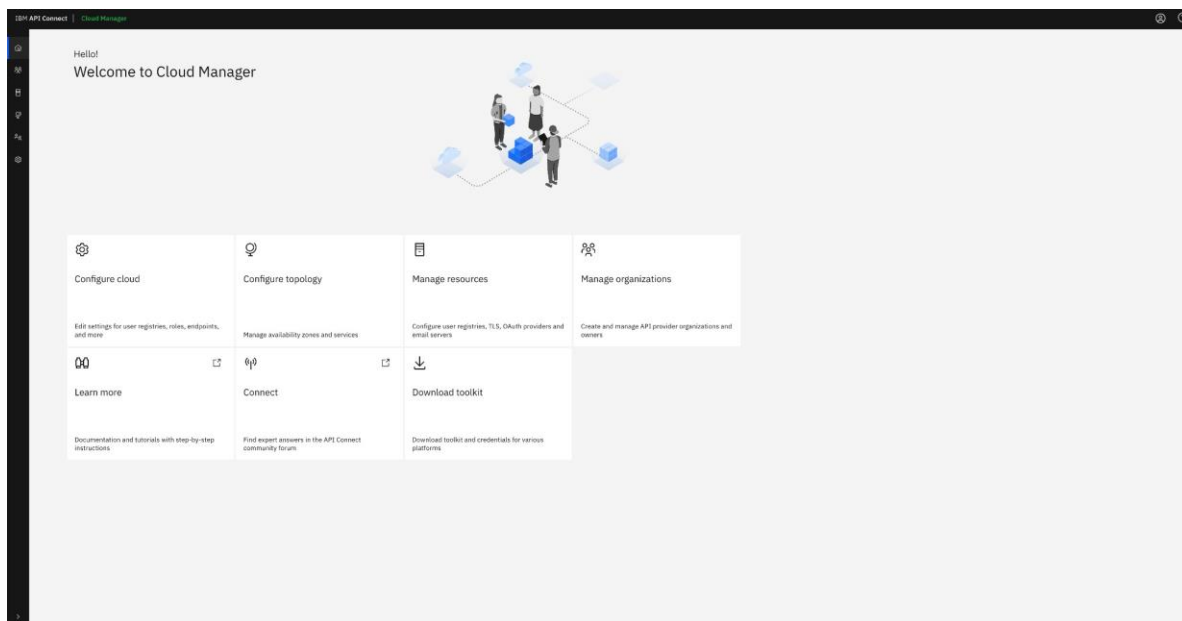 IBM API Connect | Cloud Manager
Hello!
Welcome to Cloud Manager
Configure cloud
Edit settings for user registries, roles, endpoints,
and more
Configure topology
Manage availability zones and services
Manage resources
Configure user registries, TLS, OAuth providers and
email servers
Manage organizations
Create and manage API provider organizations and
owners
Learn more
Documentation and tutorials with step-by-step
instructions
Connect
Find expert answers in the API Connect
community forum
Download toolkit
Download toolkit and credentials for various
platforms